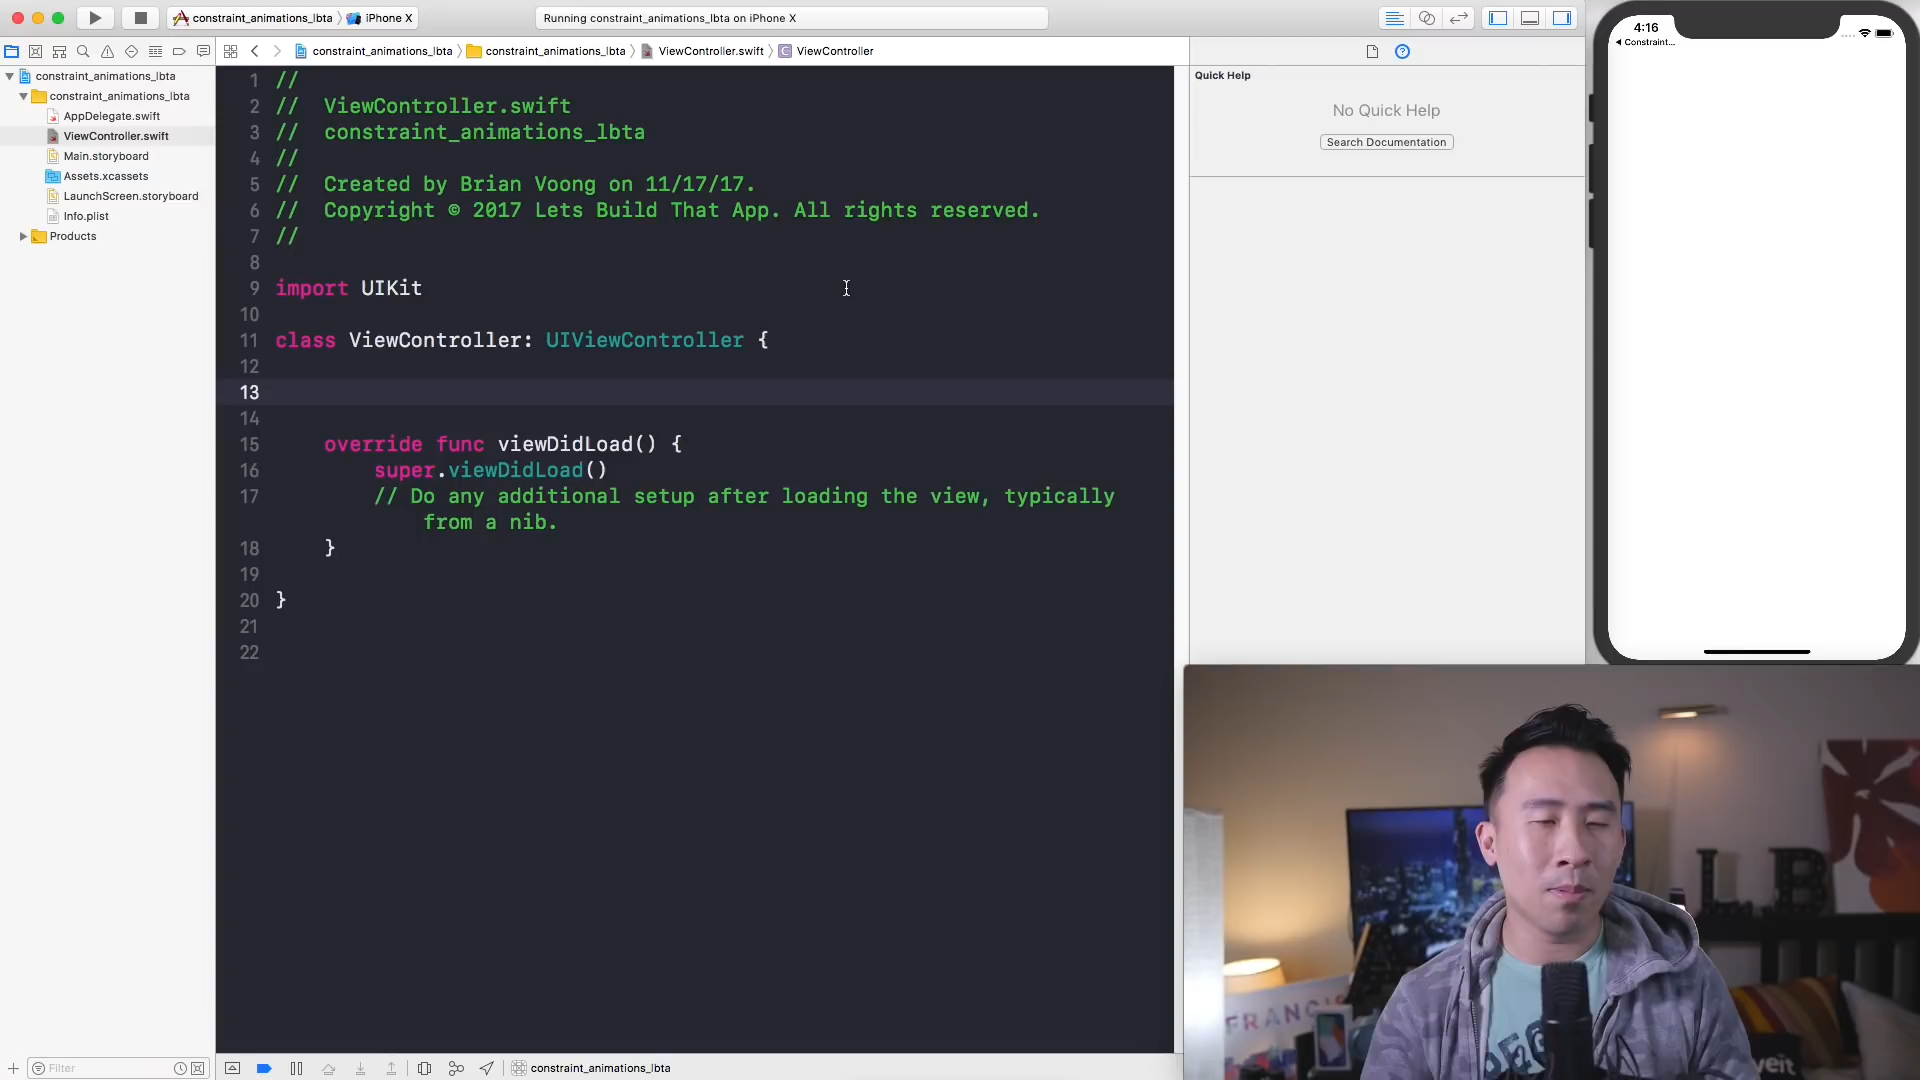 constraint_animations_lbta
iPhone X
Running constraint_animations_lbta on iPhone X
constraint_animations_lbta
constraint_animations_lbta
ViewController.swift
ViewController
constraint_animations_lbta
constraint_animations_lbta
AppDelegate.swift
ViewController.swift
Main.storyboard
Assets.xcassets
LaunchScreen.storyboard
Info.plist
Products
1 //
2 // ViewController.swift
3 // constraint_animations_lbta
4 //
5 // Created by Brian Voong on 11/17/17.
6 // Copyright © 2017 Lets Build That App. All rights reserved.
7 //
8
9 import UIKit
10
11 class ViewController: UIViewController {
12
13
14
15 override func viewDidLoad() {
16 super.viewDidLoad()
17 // Do any additional setup after loading the view, typically
from a nib.
18 }
19
20 }
21
22
Quick Help
No Quick Help
Search Documentation
4:16
Constraint...
LB
FRANCIS
Filter
constraint_animations_lbta